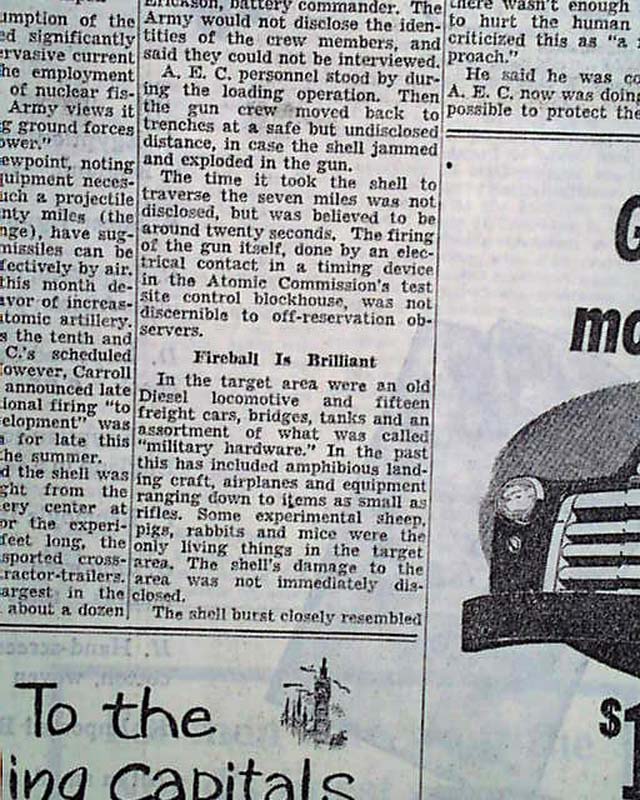 umption of the
ed significantly
ervasive current
he employment
of nuclear fis-
Army views it
g ground forces
ower."
ewpoint, noting
uipment neces-
uch a projectile
nty miles (the
nge), have sug-
missiles can be
fectively by air.
this month de-
avor of increas-
atomic artillery.
s the tenth and
C.'s scheduled
owever, Carroll
announced late
ional firing "to
elopment" was
a for late this
he summer.
d the shell was
ght from the
ery center at
or the experi-
feet long, the
sported cross-
ractor-trailers.
argest in the
about a dozen
Erickson, battery commander. The
Army would not disclose the iden-
tities of the crew members, and
said they could not be interviewed.
A. E. C. personnel stood by dur-
ing the loading operation. Then
the gun crew moved back to
trenches at a safe but undisclosed
distance, in case the shell jammed
and exploded in the gun.
The time it took the shell to
traverse the seven miles was not
disclosed, but was believed to be
around twenty seconds. The firing
of the gun itself, done by an elec-
trical contact in a timing device
in the Atomic Commission's test
site control blockhouse, was not
discernible to off-reservation ob-
servers.
Fireball Is Brilliant
In the target area were an old
Diesel locomotive and fifteen
freight cars, bridges, tanks and an
assortment of what was called
"military hardware." In the past
this has included amphibious land-
ing craft, airplanes and equipment
ranging down to items as small as
rifles. Some experimental sheep,
pigs, rabbits and mice were the
only living things in the target
area. The shell's damage to the
area was not immediately dis-
closed.
The shell burst closely resembled
there wasn't enough
to hurt the human
criticized this as "a
proach."
He said he was co
A. E. C. now was doing
possible to protect the
G
mo
$1
To the
ing Capitals